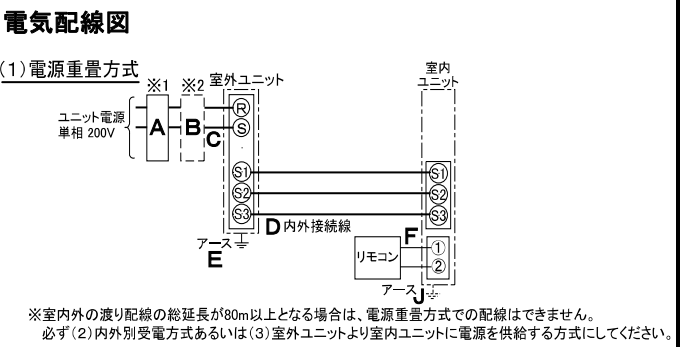 電気配線図
(1)電源重畳方式
※1 ※2 室外ユニット
室内
ユニット
ユニット電源
単相 200V
A B C
R
S
S1 S1
S2 S2
S3 S3
D 内外接続線
アース
E
F
リモコン
①
②
アース J
※室内外の渡り配線の総延長が80m以上となる場合は、電源重畳方式での配線はできません。
必ず(2)内外別受電方式あるいは(3)室外ユニットより室内ユニットに電源を供給する方式にしてください。